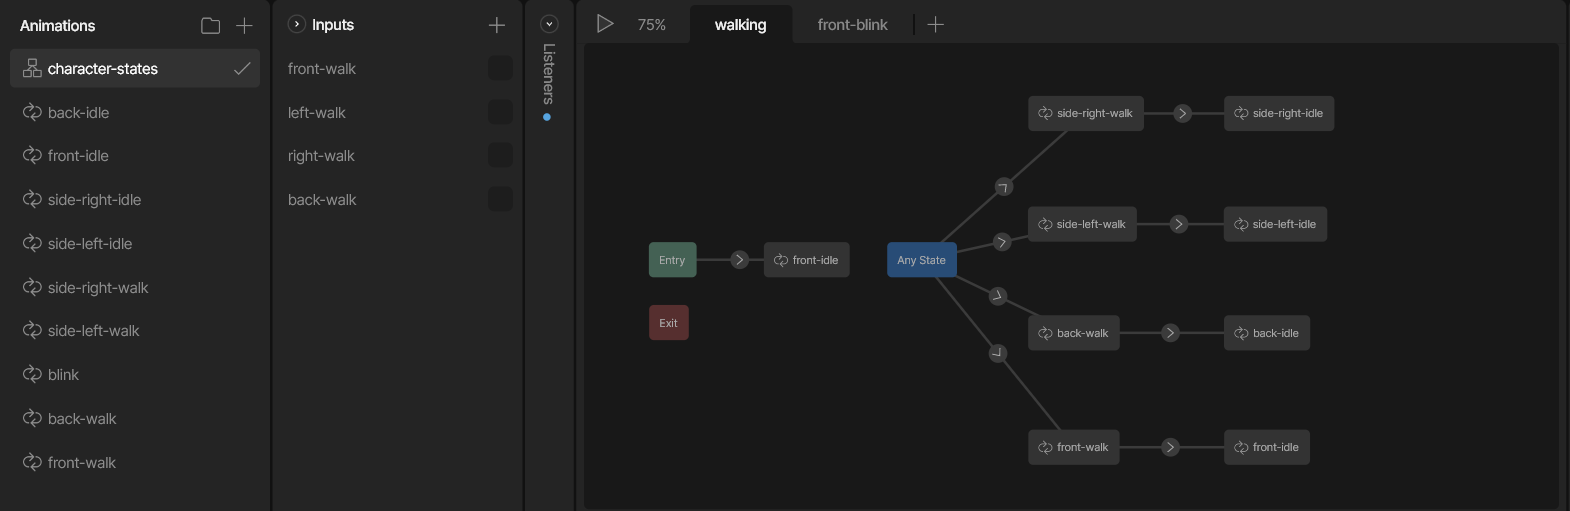 Animations
character-states
back-idle
front-idle
side-right-idle
side-left-idle
side-right-walk
side-left-walk
blink
back-walk
front-walk
Inputs
front-walk
left-walk
right-walk
back-walk
Listeners
75%
walking
front-blink
Entry
front-idle
Exit
Any State
side-right-walk
side-right-idle
side-left-walk
side-left-idle
back-walk
back-idle
front-walk
front-idle